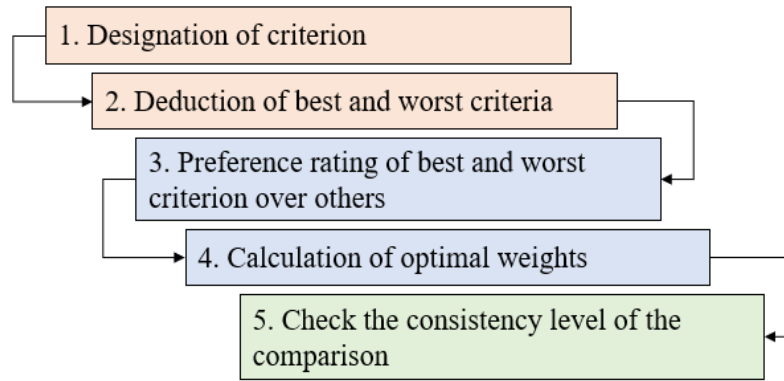 1. Designation of criterion
2. Deduction of best and worst criteria
3. Preference rating of best and worst
criterion over others
4. Calculation of optimal weights
5. Check the consistency level of the
comparison